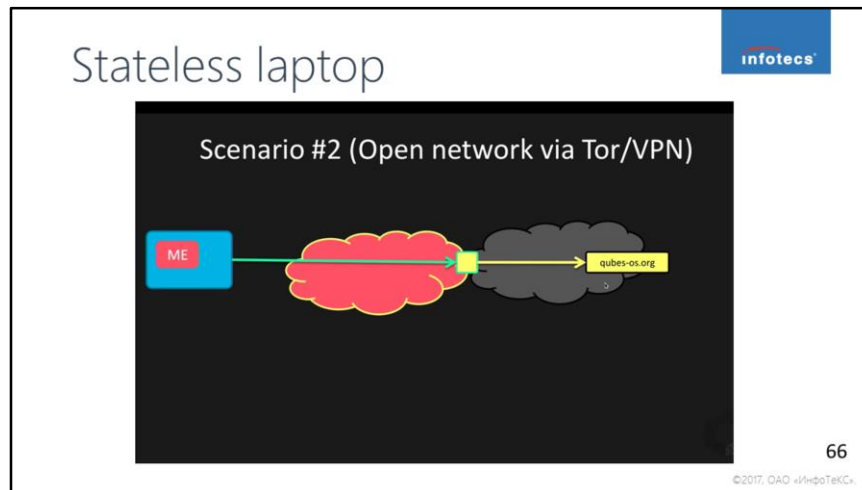 Stateless laptop
infotecs
Scenario #2 (Open network via Tor/VPN)
ME
qubes-os.org
66
©2017, ОАО «ИнфоТеКС».